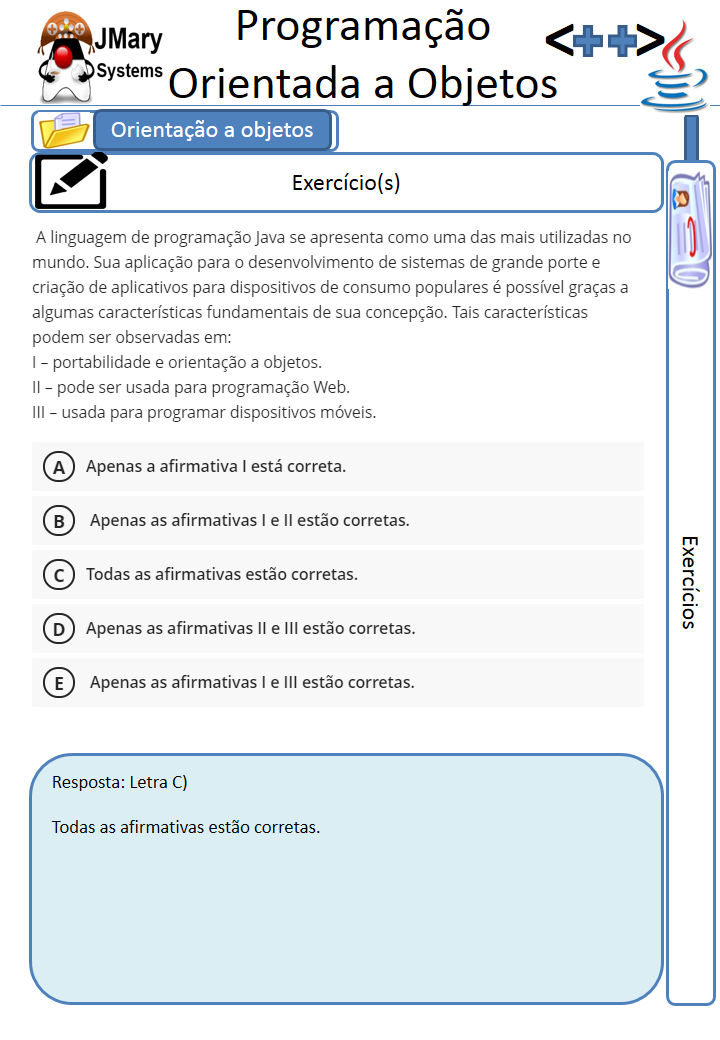 JMary
Systems
Programação
Orientada a Objetos
<++>
Orientação a objetos
Exercício(s)
A linguagem de programação Java se apresenta como uma das mais utilizadas no
mundo. Sua aplicação para o desenvolvimento de sistemas de grande porte e
criação de aplicativos para dispositivos de consumo populares é possível graças a
algumas características fundamentais de sua concepção. Tais características
podem ser observadas em:
I – portabilidade e orientação a objetos.
II – pode ser usada para programação Web.
III – usada para programar dispositivos móveis.
A Apenas a afirmativa I está correta.
B Apenas as afirmativas I e II estão corretas.
C Todas as afirmativas estão corretas.
D Apenas as afirmativas II e III estão corretas.
E Apenas as afirmativas I e III estão corretas.
Resposta: Letra C)
Todas as afirmativas estão corretas.
Exercícios